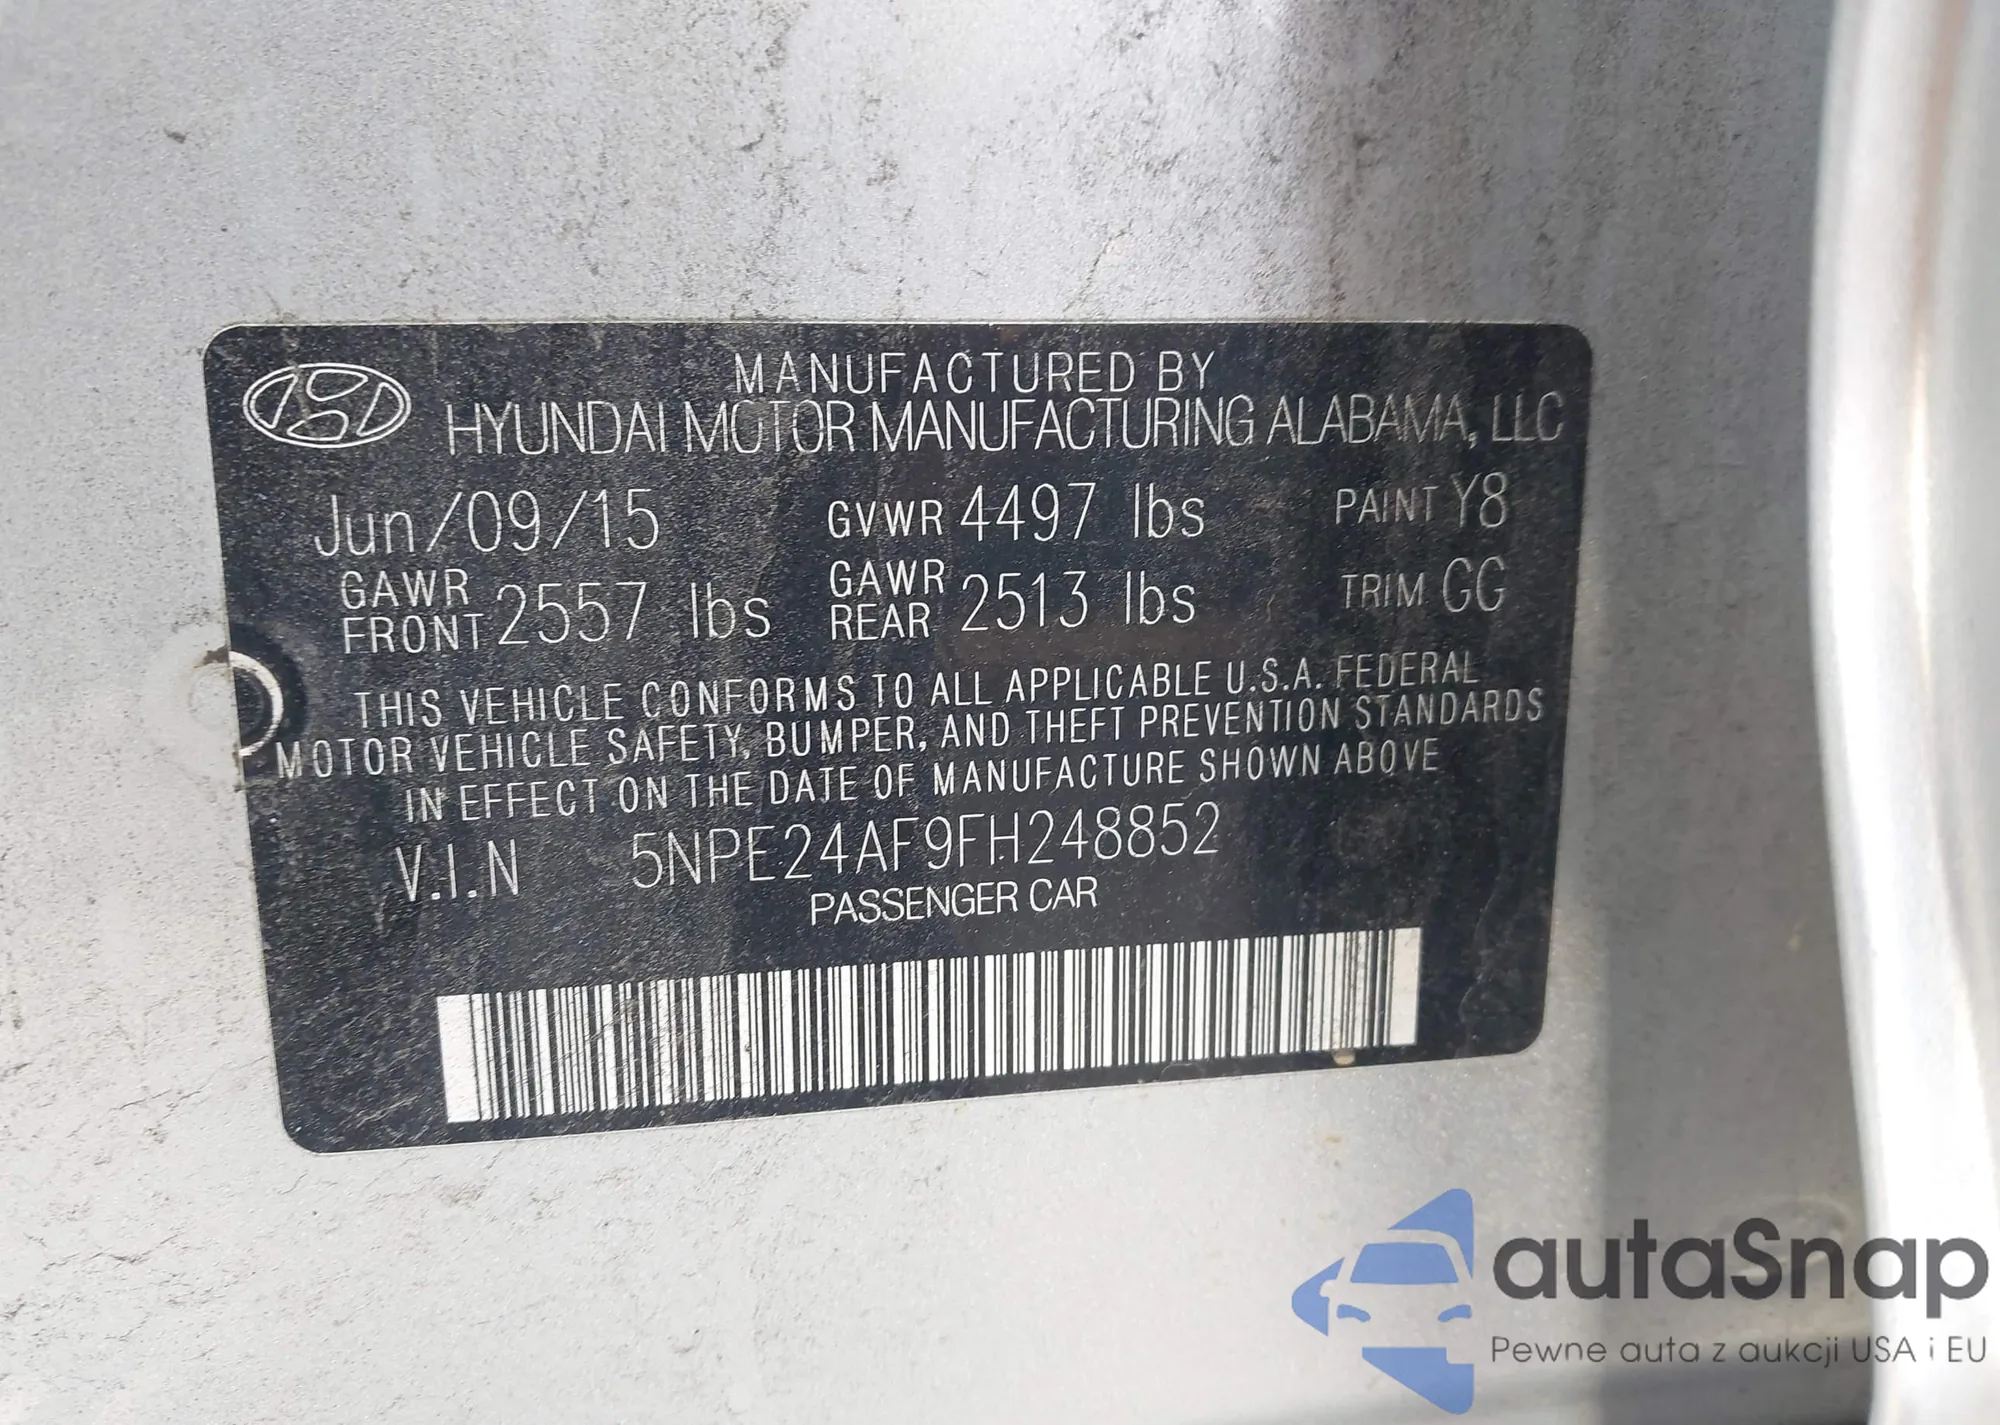 MANUFACTURED BY
HYUNDAI MOTOR MANUFACTURING ALABAMA, LLC
Jun/09/15 GVWR 4497 lbs PAINT Y8
GAWR FRONT 2557 lbs GAWR REAR 2513 lbs TRIM GG
THIS VEHICLE CONFORMS TO ALL APPLICABLE U.S.A. FEDERAL
MOTOR VEHICLE SAFETY, BUMPER, AND THEFT PREVENTION STANDARDS
IN EFFECT ON THE DATE OF MANUFACTURE SHOWN ABOVE
V.I.N 5NPE24AF9FH248852
PASSENGER CAR
autaSnap
Pewne auta z aukcji USA i EU